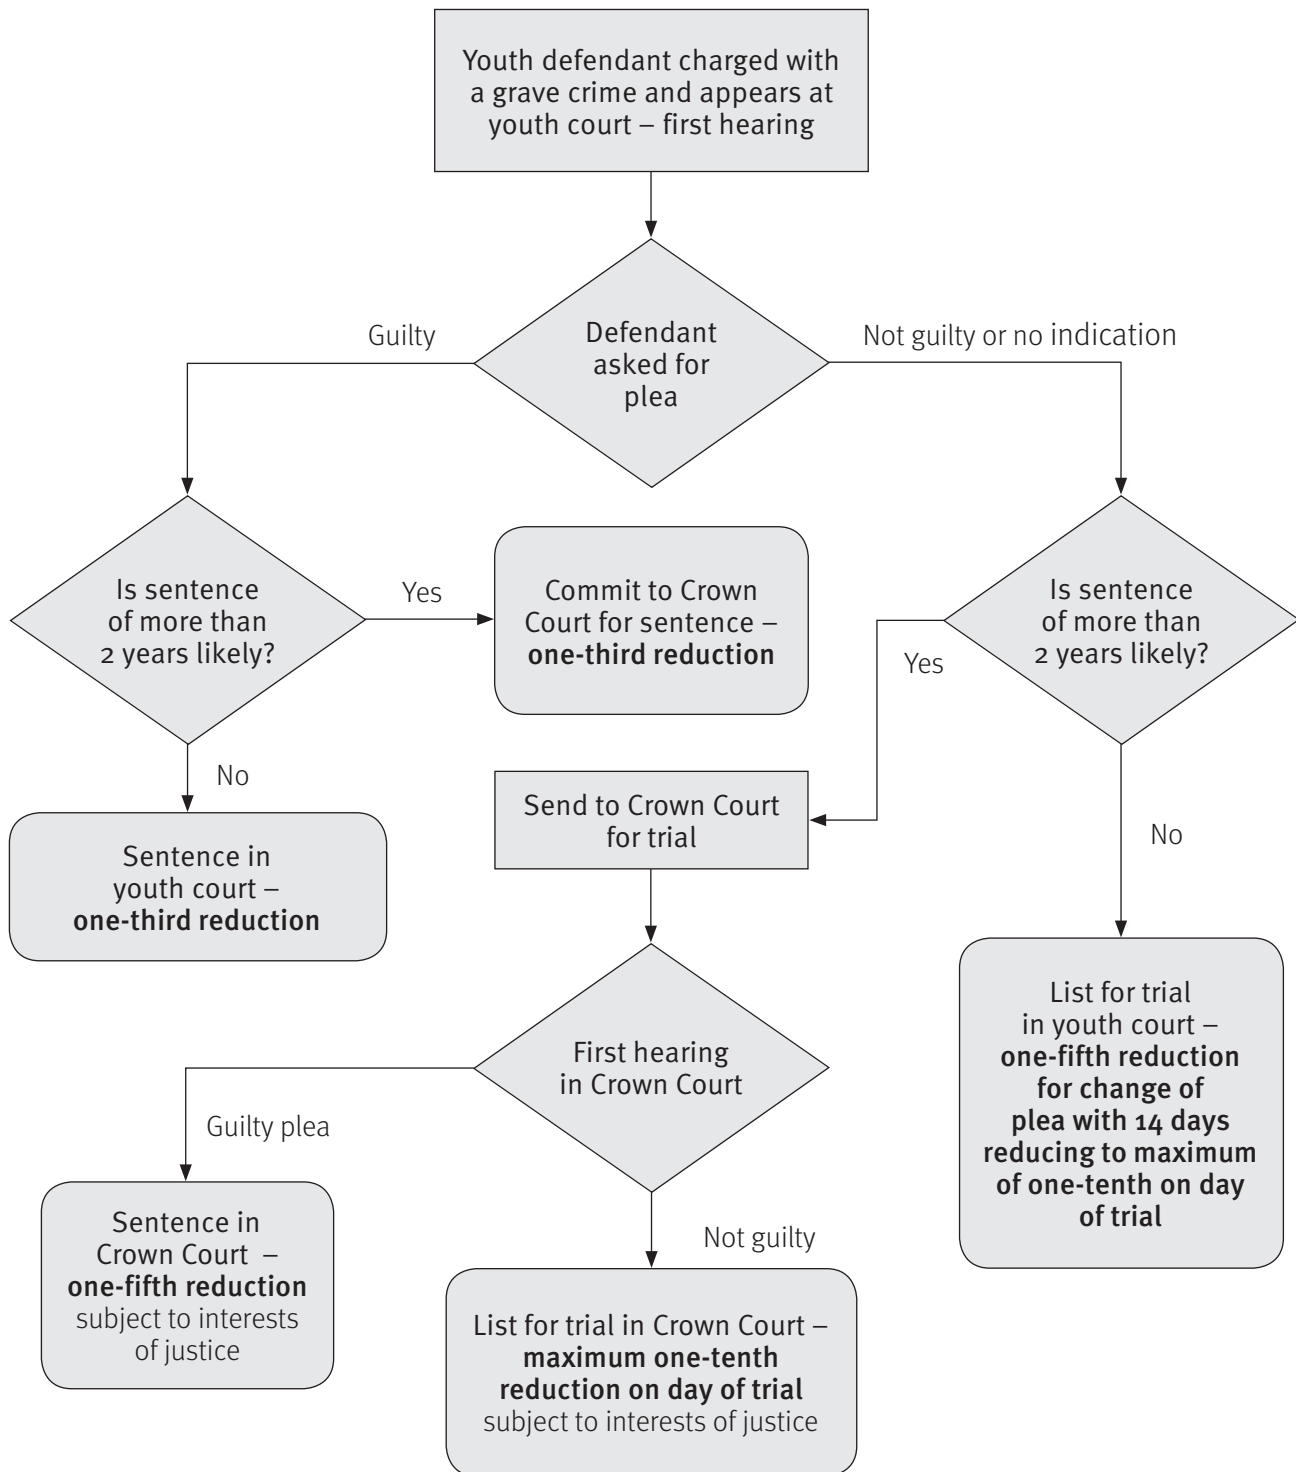 Youth defendant charged with
a grave crime and appears at
youth court – first hearing
Defendant
asked for
plea
Guilty
Not guilty or no indication
Is sentence
of more than
2 years likely?
Yes
Commit to Crown
Court for sentence –
one-third reduction
No
Sentence in
youth court –
one-third reduction
Is sentence
of more than
2 years likely?
Yes
Send to Crown Court
for trial
No
List for trial
in youth court –
one-fifth reduction
for change of
plea with 14 days
reducing to maximum
of one-tenth on day
of trial
First hearing
in Crown Court
Guilty plea
Sentence in
Crown Court –
one-fifth reduction
subject to interests
of justice
Not guilty
List for trial in Crown Court –
maximum one-tenth
reduction on day of trial
subject to interests of justice